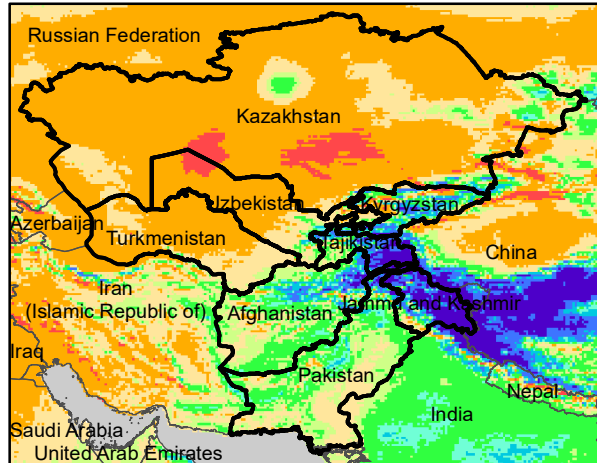 Russian Federation
Kazakhstan
Uzbekistan
Kyrgyzstan
Azerbaijan
Turkmenistan
Tajikistan
China
Iran
(Islamic Republic of)
Afghanistan
Jammu and Kashmir
Iraq
Pakistan
Nepal
India
Saudi Arabia
United Arab Emirates